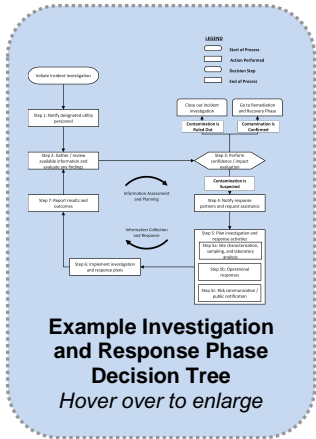 LEGEND
Start of Process
Action Performed
Decision Step
End of Process
Initiate Incident Investigation
Close out Incident
Investigation
Go to Remediation
and Recovery Phase
Contamination is
Ruled Out
Contamination is
Confirmed
Step 1: Notify designated utility
personnel
Step 2: Gather / review
available information and
evaluate any findings
Step 3: Perform
confidence / impact
evaluation
Contamination is
Suspected
Information Assessment
and Planning
Step 7: Report results and
outcomes
Step 4: Notify response
partners and request assistance
Information Collection
and Response
Step 5: Plan investigation and
response activities
Step 5a: Site characterization,
sampling, and laboratory
analysis
Step 5b: Operational
responses
Step 5c: Risk communication /
public notification
Step 6: Implement investigation
and response plans
Example Investigation
and Response Phase
Decision Tree
Hover over to enlarge